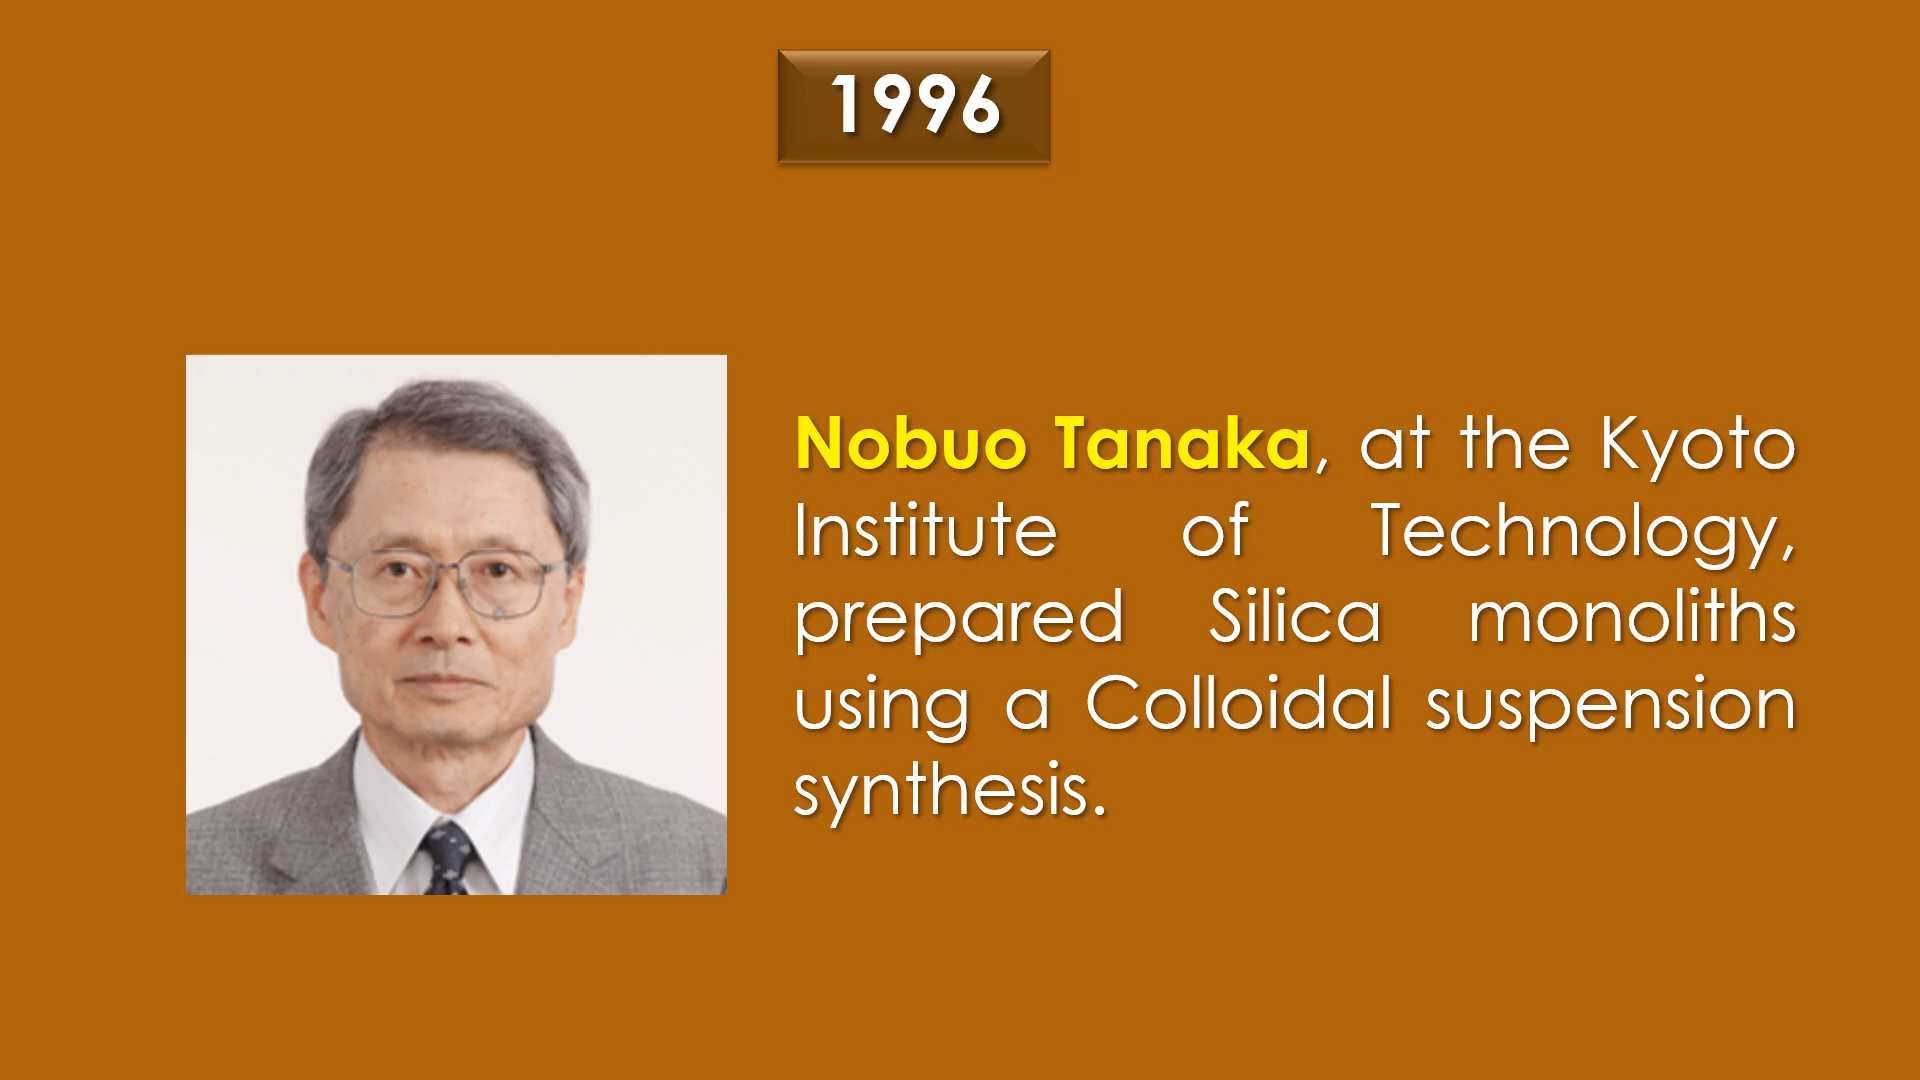 1996
Nobuo Tanaka, at the Kyoto
Institute of Technology,
prepared Silica monoliths
using a Colloidal suspension
synthesis.